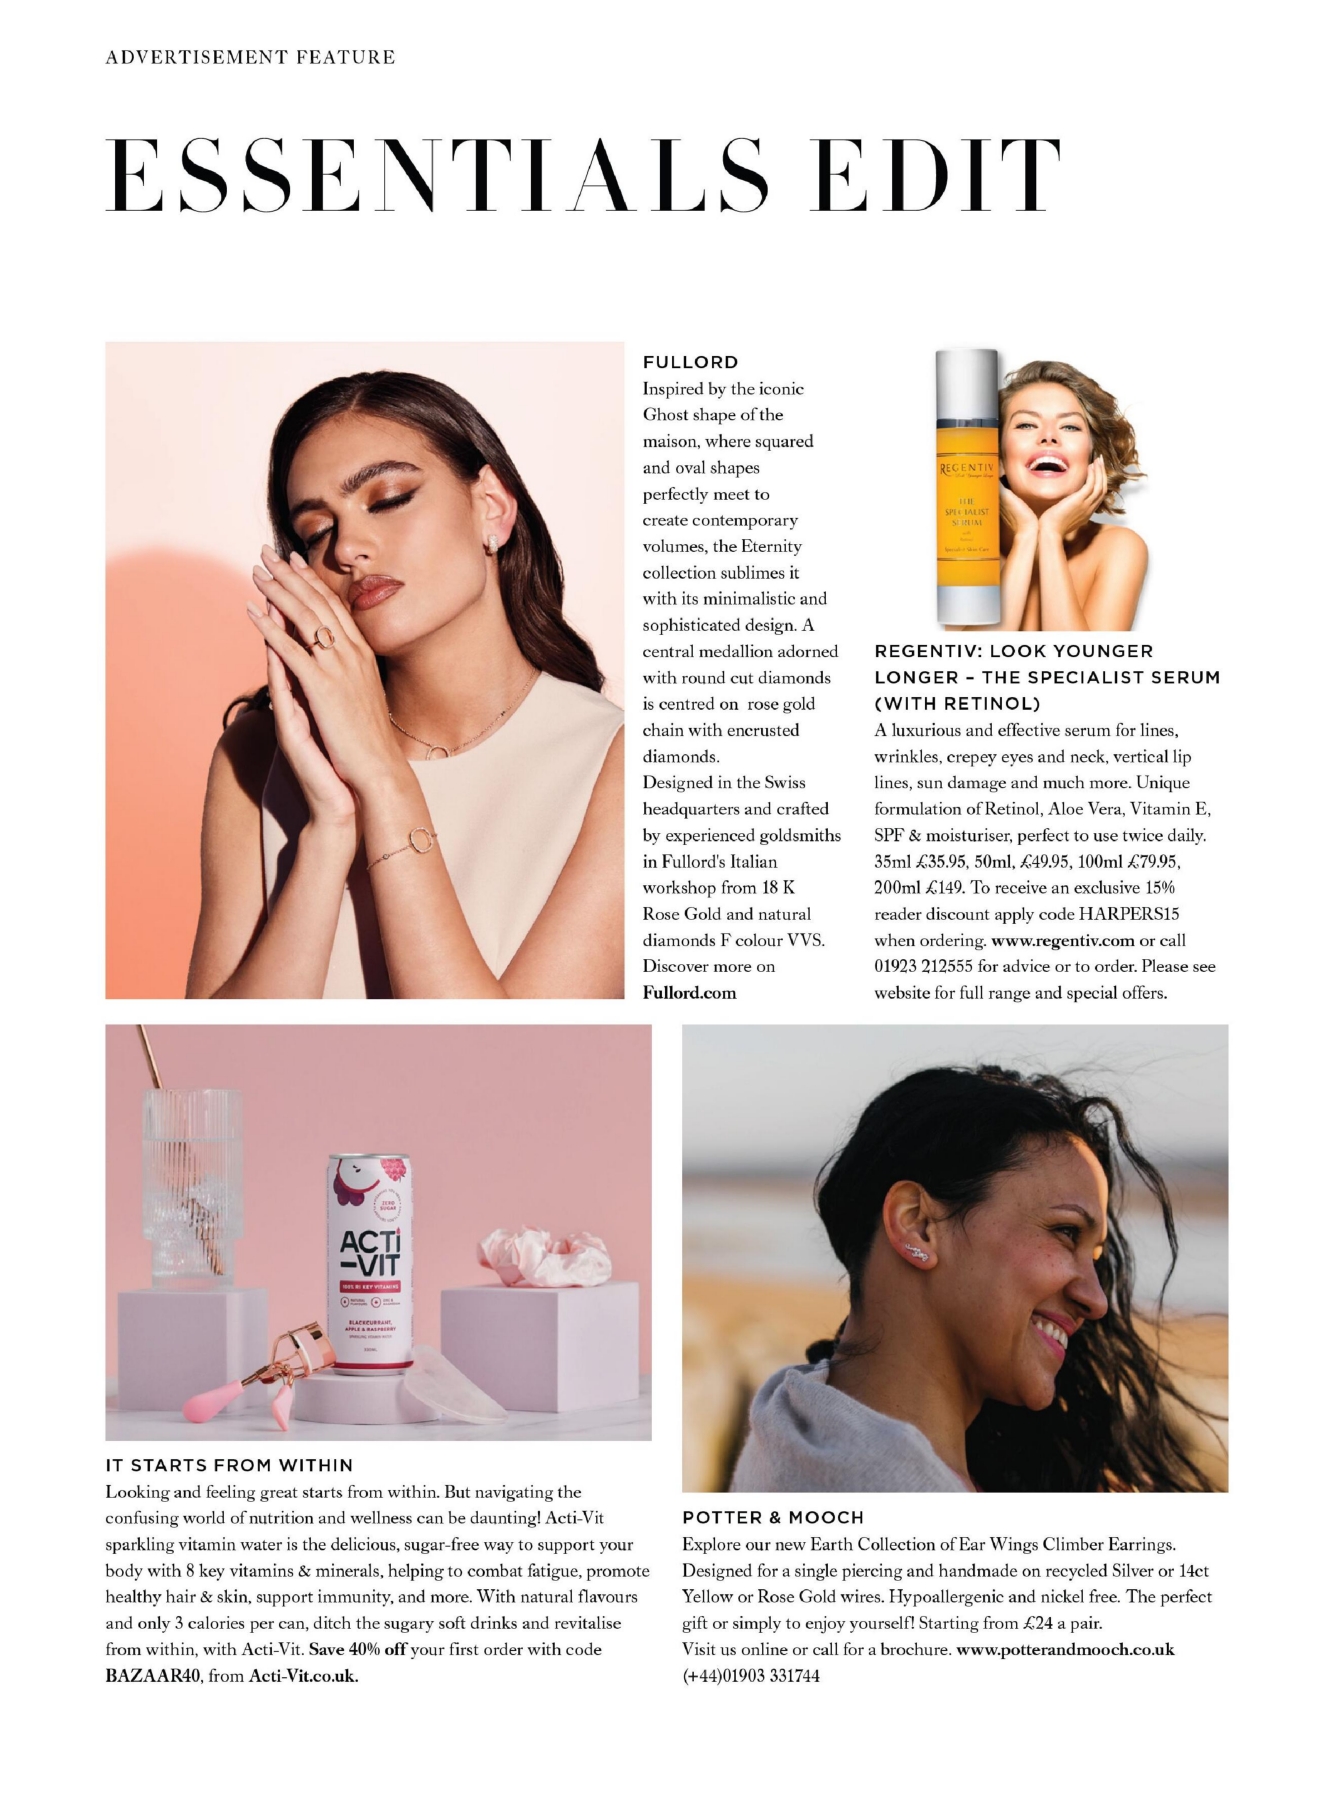 ADVERTISEMENT FEATURE
ESSENTIALS EDIT
FULLORD
Inspired by the iconic
Ghost shape of the
maison, where squared
and oval shapes
perfectly meet to
create contemporary
volumes, the Eternity
collection sublimes it
with its minimalistic and
sophisticated design. A
central medallion adorned
with round cut diamonds
is centred on rose gold
chain with encrusted
diamonds.
Designed in the Swiss
headquarters and crafted
by experienced goldsmiths
in Fullord's Italian
workshop from 18 K
Rose Gold and natural
diamonds F colour VVS.
Discover more on
Fullord.com
REGENTIV
THE
SPECIALIST
SERUM
REGENTIV: LOOK YOUNGER
LONGER – THE SPECIALIST SERUM
(WITH RETINOL)
A luxurious and effective serum for lines,
wrinkles, crepey eyes and neck, vertical lip
lines, sun damage and much more. Unique
formulation of Retinol, Aloe Vera, Vitamin E,
SPF & moisturiser, perfect to use twice daily.
35ml £35.95, 50ml, £49.95, 100ml £79.95,
200ml £149. To receive an exclusive 15%
reader discount apply code HARPERS15
when ordering. www.regentiv.com or call
01923 212555 for advice or to order. Please see
website for full range and special offers.
ZERO
SUGAR
ACTi
-VIT
100% RI KEY VITAMINS
BLACKCURRANT,
APPLE & RASPBERRY
IT STARTS FROM WITHIN
Looking and feeling great starts from within. But navigating the
confusing world of nutrition and wellness can be daunting! Acti-Vit
sparkling vitamin water is the delicious, sugar-free way to support your
body with 8 key vitamins & minerals, helping to combat fatigue, promote
healthy hair & skin, support immunity, and more. With natural flavours
and only 3 calories per can, ditch the sugary soft drinks and revitalise
from within, with Acti-Vit. Save 40% off your first order with code
BAZAAR40, from Acti-Vit.co.uk.
POTTER & MOOCH
Explore our new Earth Collection of Ear Wings Climber Earrings.
Designed for a single piercing and handmade on recycled Silver or 14ct
Yellow or Rose Gold wires. Hypoallergenic and nickel free. The perfect
gift or simply to enjoy yourself! Starting from £24 a pair.
Visit us online or call for a brochure. www.potterandmooch.co.uk
(+44)01903 331744